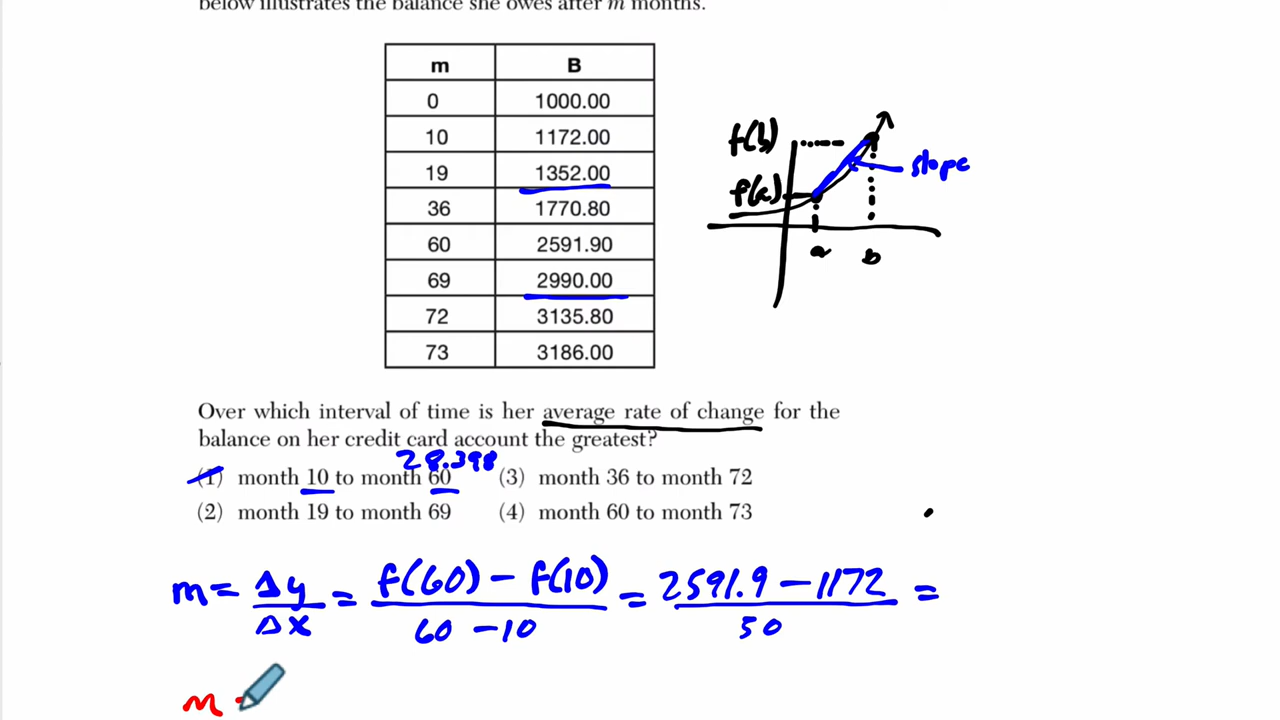 below illustrates the balance she owes after m months.
m B
0 1000.00
10 1172.00
19 1352.00
36 1770.80
60 2591.90
69 2990.00
72 3135.80
73 3186.00
f(b)
f(a)
slope
a b
Over which interval of time is her average rate of change for the
balance on her credit card account the greatest?
28.398
(1) month 10 to month 60 (3) month 36 to month 72
(2) month 19 to month 69 (4) month 60 to month 73
m = Δy/Δx = f(60) - f(10)/60 - 10 = 2591.9 - 1172/50 =
m